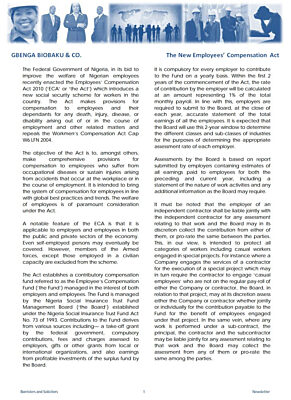 GBENGA BIOBAKU & CO.
The New Employees' Compensation Act
The Federal Government of Nigeria, in its bid to
improve the welfare of Nigerian employees
recently enacted the Employees' Compensation
Act 2010 ('ECA' or 'the Act') which introduces a
new social security scheme for workers in the
country. The Act makes provisions for
compensation to employees and their
dependants for any death, injury, disease, or
disability arising out of or in the course of
employment and other related matters and
repeals the Workmen's Compensation Act Cap
W6 LFN 2004.
The objective of the Act is to, amongst others,
make comprehensive provisions for
compensation to employees who suffer from
occupational diseases or sustain injuries arising
from accidents that occur at the workplace or in
the course of employment. It is intended to bring
the system of compensation for employees in line
with global best practices and trends. The welfare
of employees is of paramount consideration
under the Act.
A notable feature of the ECA is that it is
applicable to employers and employees in both
the public and private sectors of the economy.
Even self-employed persons may eventually be
covered. However, members of the Armed
forces, except those employed in a civilian
capacity are excluded from the scheme.
The Act establishes a contributory compensation
fund referred to as the Employee's Compensation
Fund ('the Fund') managed in the interest of both
employers and employees. The Fund is managed
by the Nigeria Social Insurance Trust Fund
Management Board ('the Board') established
under the Nigeria Social Insurance Trust Fund Act
No. 73 of 1993. Contributions to the Fund derives
from various sources including— a take-off grant
by the federal government, compulsory
contributions, fees and charges assessed to
employers, gifts or other grants from local or
international organizations, and also earnings
from profitable investments of the surplus fund by
the Board.
It is compulsory for every employer to contribute
to the Fund on a yearly basis. Within the first 2
years of the commencement of the Act, the rate
of contribution by the employer will be calculated
at an amount representing 1% of the total
monthly payroll. In line with this, employers are
required to submit to the Board, at the close of
each year, accurate statement of the total
earnings of all the employees. It is expected that
the Board will use this 2-year window to determine
the different classes and sub-classes of industries
for the purposes of determining the appropriate
assessment rate of each employer.
Assessments by the Board is based on report
submitted by employers containing estimates of
all earnings paid to employees for both the
preceding and current year, including a
statement of the nature of work activities and any
additional information as the Board may require.
It must be noted that the employer of an
independent contractor shall be liable jointly with
the independent contractor for any assessment
relating to that work and the Board may in its
discretion collect the contribution from either of
them, or pro-rate the same between the parties.
This, in our view, is intended to protect all
categories of workers including casual workers
engaged in special projects. For instance where a
Company engages the services of a contractor
for the execution of a special project which may
in turn require the contractor to engage 'casual
employees' who are not on the regular pay roll of
either the Company or contractor, the Board, in
relation to that project, may at its discretion assess
either the Company or contractor whether jointly
or individually for the contribution payable to the
Fund for the benefit of employees engaged
under that project. In the same vein, where any
work is performed under a sub-contract, the
principal, the contractor and the subcontractor
may be liable jointly for any assessment relating to
that work and the Board may collect the
assessment from any of them or pro-rate the
same among the parties.
Barristers and Solicitors
1
Newsletter